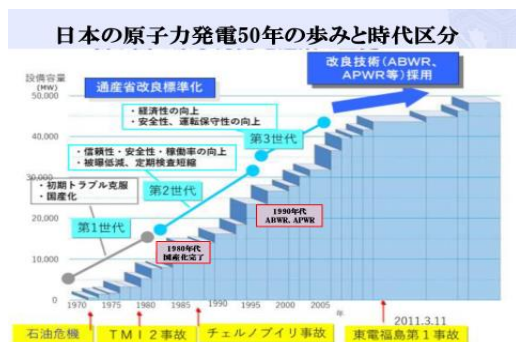 日本の原子力発電50年の歩みと時代区分
改良技術(ABWR、
APWR等)採用
設備容量
(MW)
通産省改良標準化
50,000
・経済性の向上
・安全性、運転保守性の向上
40,000
第3世代
・信頼性・安全性・稼働率の向上
・被曝低減、定期検査短縮
30,000
・初期トラブル克服
・国産化
第2世代
20,000
第1世代
1990年代
ABWR, APWR
1980年代
国産化完了
10,000
0
1970 1975 1980 1985 1990 1995 2000 2005 年
2011.3.11
石油危機 TMI2事故 チェルノブイリ事故 東電福島第1事故